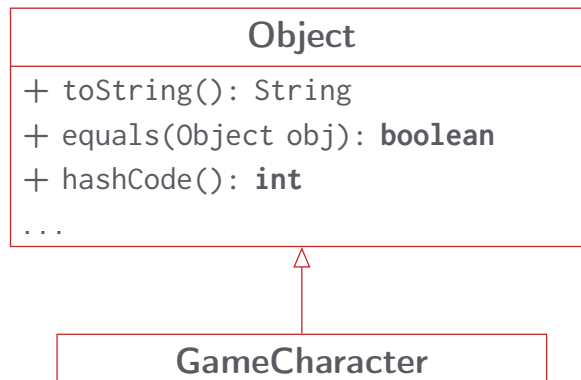 Object
+ toString(): String
+ equals(Object obj): boolean
+ hashCode(): int
...
GameCharacter